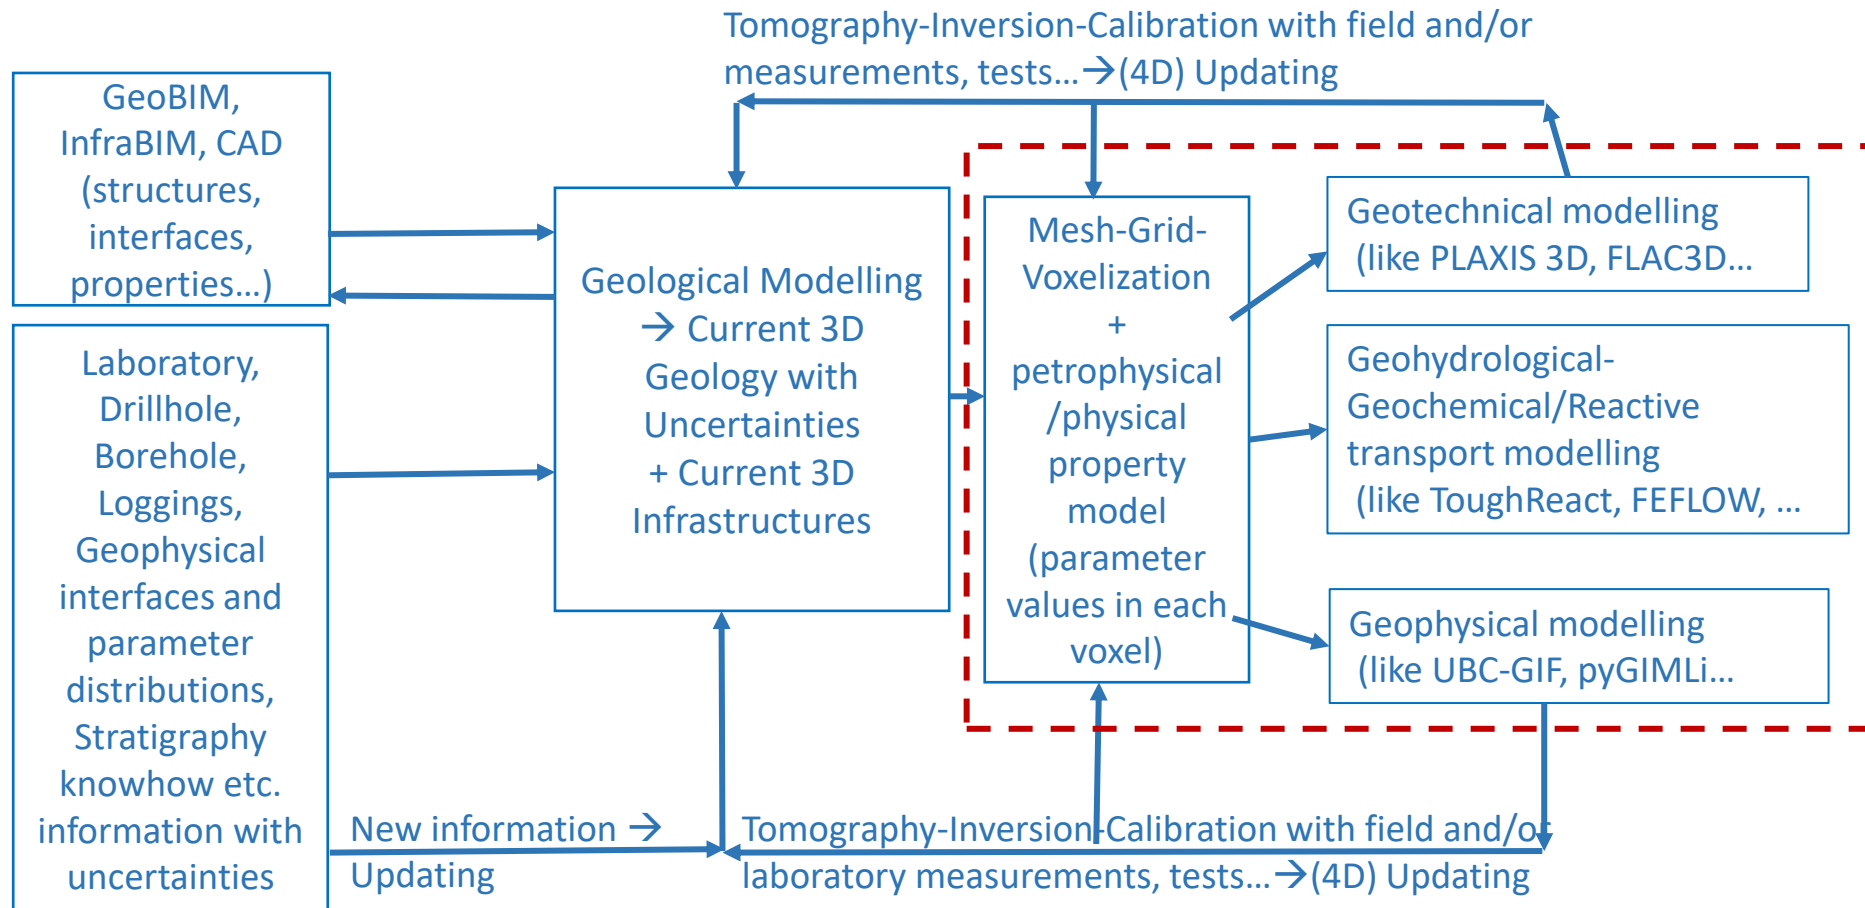 Tomography-Inversion-Calibration with field and/or
measurements, tests…→(4D) Updating
GeoBIM,
InfraBIM, CAD
(structures,
interfaces,
properties…)
Laboratory,
Drillhole,
Borehole,
Loggings,
Geophysical
interfaces and
parameter
distributions,
Stratigraphy
knowhow etc.
information with
uncertainties
Geological Modelling
→ Current 3D
Geology with
Uncertainties
+ Current 3D
Infrastructures
Mesh-Grid-
Voxelization
+
petrophysical
/physical
property
model
(parameter
values in each
voxel)
Geotechnical modelling
(like PLAXIS 3D, FLAC3D…
Geohydrological-
Geochemical/Reactive
transport modelling
(like ToughReact, FEFLOW, …
Geophysical modelling
(like UBC-GIF, pyGIMLi…
New information →
Updating
Tomography-Inversion-Calibration with field and/or
laboratory measurements, tests…→(4D) Updating